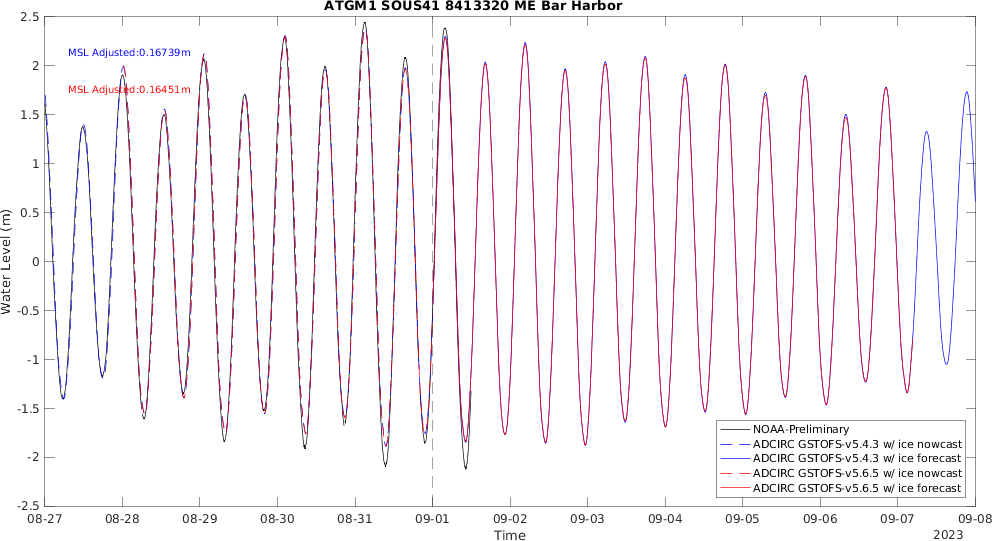 ATGM1 SOUS41 8413320 ME Bar Harbor
MSL Adjusted:0.16739m
MSL Adjusted:0.16451m
Water Level (m)
2.5
2
1.5
1
0.5
0
-0.5
-1
-1.5
-2
-2.5
NOAA-Preliminary
ADCIRC GSTOFS-v5.4.3 w/ ice nowcast
ADCIRC GSTOFS-v5.4.3 w/ ice forecast
ADCIRC GSTOFS-v5.6.5 w/ ice nowcast
ADCIRC GSTOFS-v5.6.5 w/ ice forecast
08-27 08-28 08-29 08-30 08-31 09-01 09-02 09-03 09-04 09-05 09-06 09-07 09-08
Time
2023